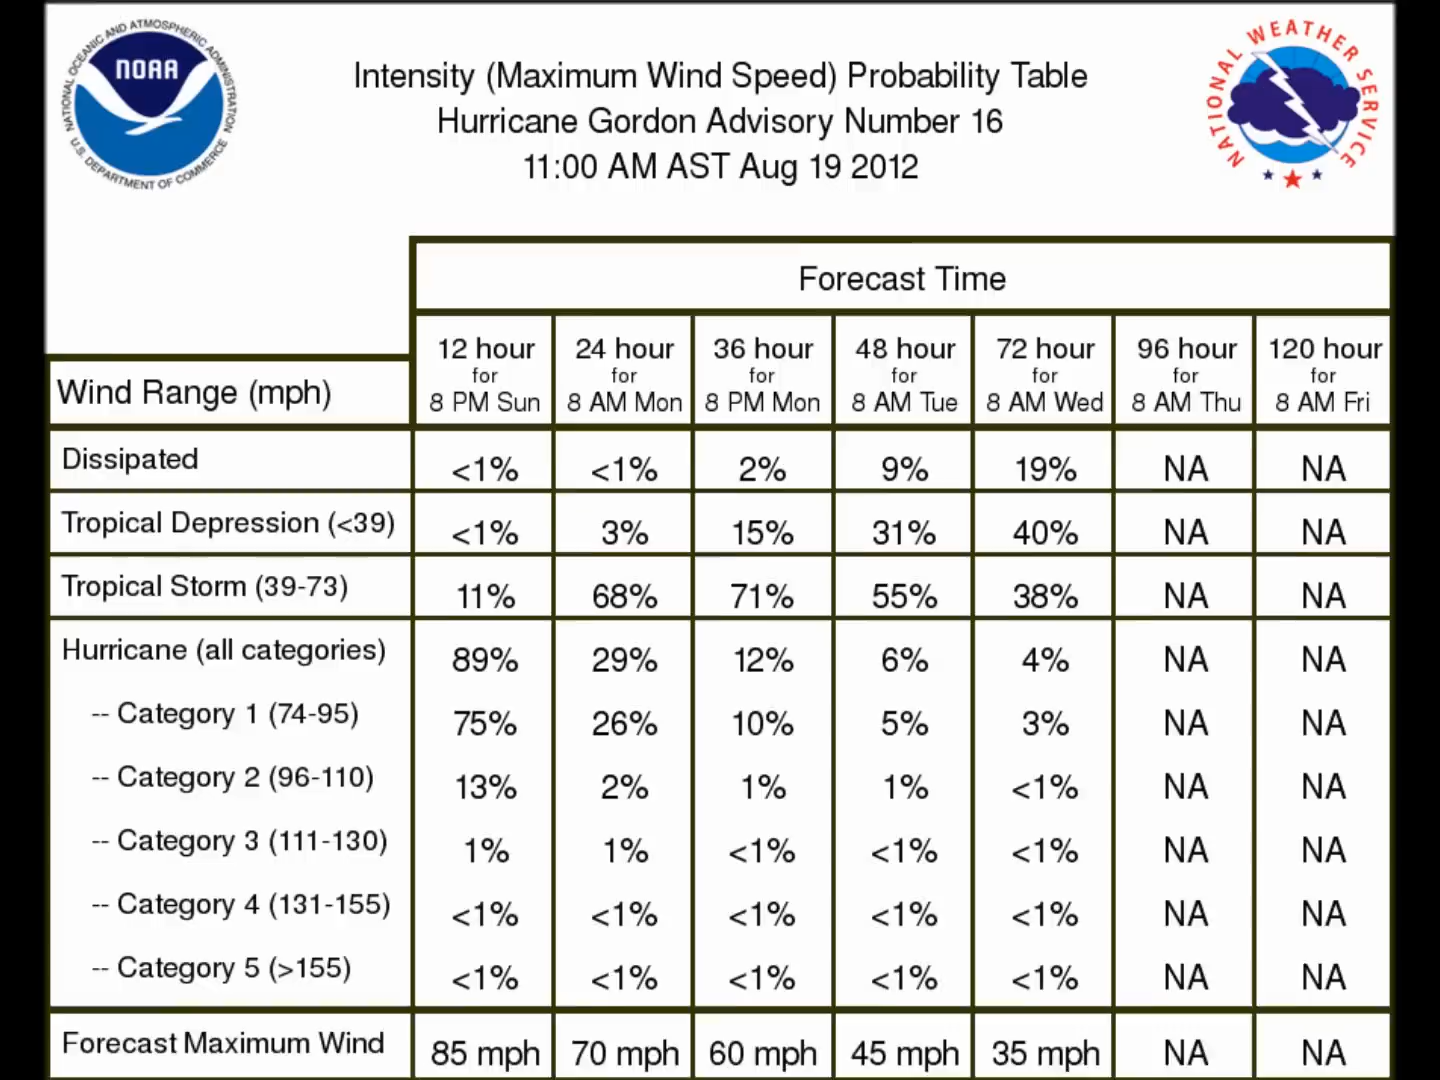 NATIONAL OCEANIC AND ATMOSPHERIC ADMINISTRATION
NOAA
U.S. DEPARTMENT OF COMMERCE
NATIONAL WEATHER SERVICE
Intensity (Maximum Wind Speed) Probability Table
Hurricane Gordon Advisory Number 16
11:00 AM AST Aug 19 2012
Forecast Time
12 hour 24 hour 36 hour 48 hour 72 hour 96 hour 120 hour
for for for for for for for
Wind Range (mph) 8 PM Sun 8 AM Mon 8 PM Mon 8 AM Tue 8 AM Wed 8 AM Thu 8 AM Fri
Dissipated <1% <1% 2% 9% 19% NA NA
Tropical Depression (<39) <1% 3% 15% 31% 40% NA NA
Tropical Storm (39-73) 11% 68% 71% 55% 38% NA NA
Hurricane (all categories) 89% 29% 12% 6% 4% NA NA
-- Category 1 (74-95) 75% 26% 10% 5% 3% NA NA
-- Category 2 (96-110) 13% 2% 1% 1% <1% NA NA
-- Category 3 (111-130) 1% 1% <1% <1% <1% NA NA
-- Category 4 (131-155) <1% <1% <1% <1% <1% NA NA
-- Category 5 (>155) <1% <1% <1% <1% <1% NA NA
Forecast Maximum Wind 85 mph 70 mph 60 mph 45 mph 35 mph NA NA